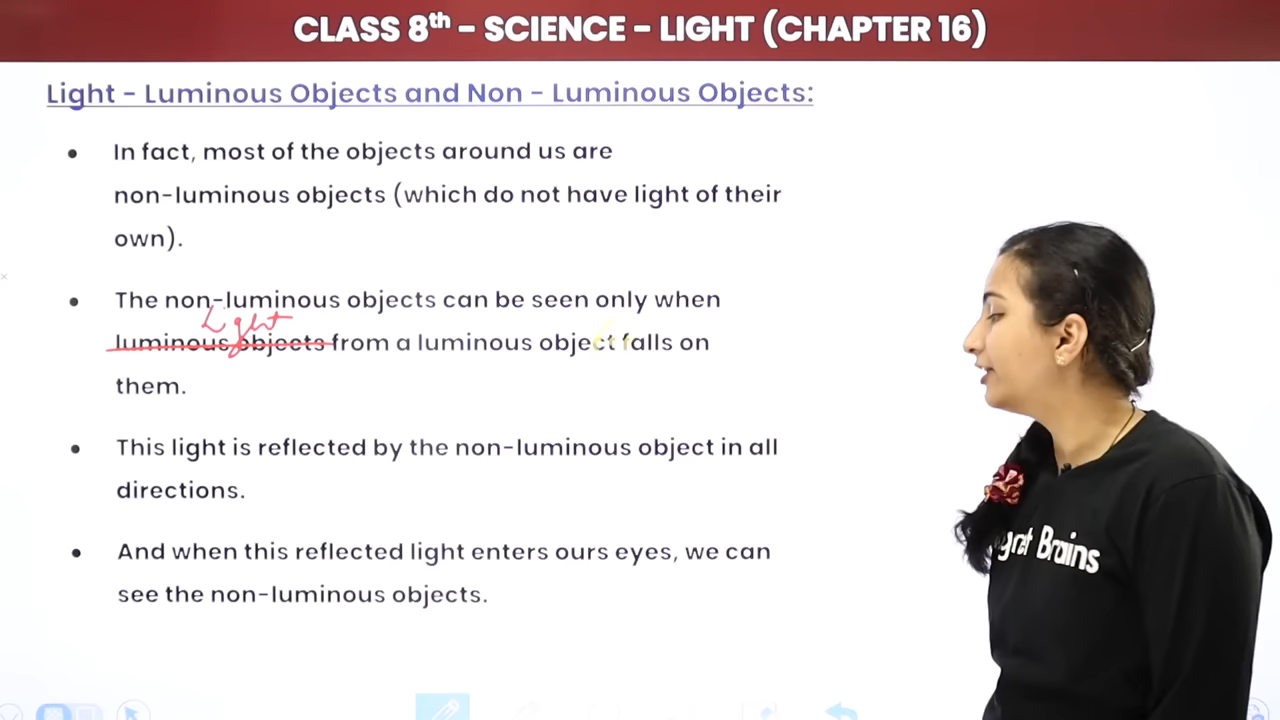 CLASS 8th – SCIENCE – LIGHT (CHAPTER 16)
Light – Luminous Objects and Non – Luminous Objects:
• In fact, most of the objects around us are
non-luminous objects (which do not have light of their
own).
• The non-luminous objects can be seen only when
Light
luminous objects from a luminous object falls on
them.
• This light is reflected by the non-luminous object in all
directions.
• And when this reflected light enters ours eyes, we can
see the non-luminous objects.
Brains